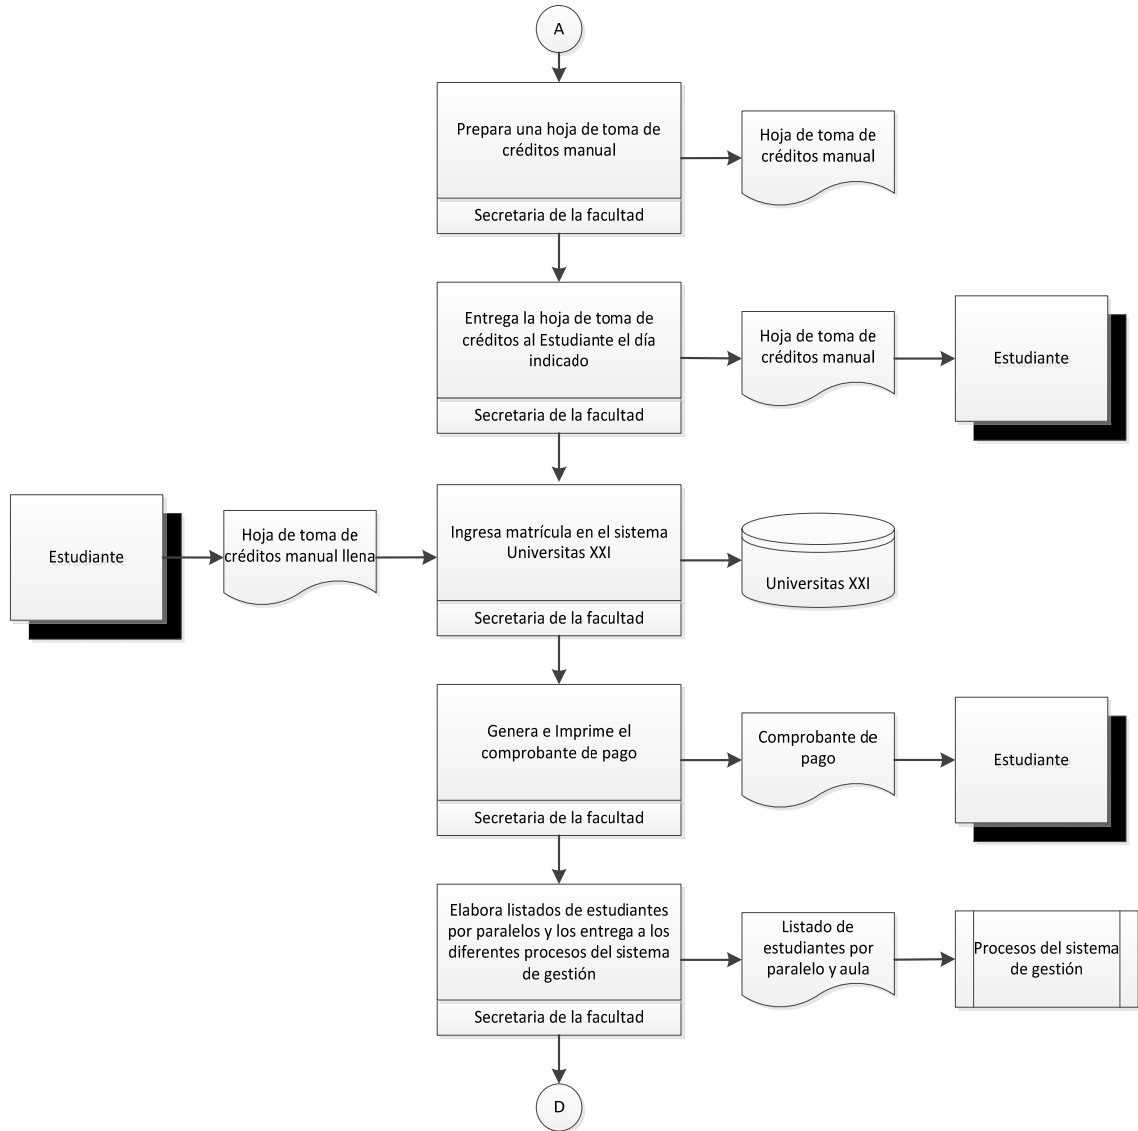 A
Prepara una hoja de toma de
créditos manual
Secretaria de la facultad
Hoja de toma de
créditos manual
Entrega la hoja de toma de
créditos al Estudiante el día
indicado
Secretaria de la facultad
Hoja de toma de
créditos manual
Estudiante
Estudiante
Hoja de toma de
créditos manual llena
Ingresa matrícula en el sistema
Universitas XXI
Secretaria de la facultad
Universitas XXI
Genera e Imprime el
comprobante de pago
Secretaria de la facultad
Comprobante de
pago
Estudiante
Elabora listados de estudiantes
por paralelos y los entrega a los
diferentes procesos del sistema
de gestión
Secretaria de la facultad
Listado de
estudiantes por
paralelo y aula
Procesos del sistema
de gestión
D